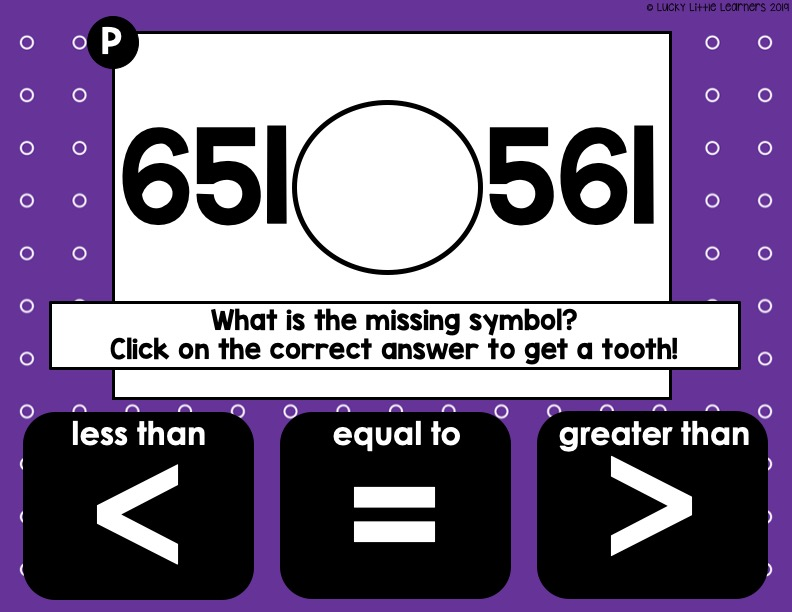 © Lucky Little Learners 2019
P
651 561
What is the missing symbol?
Click on the correct answer to get a tooth!
less than equal to greater than
< = >